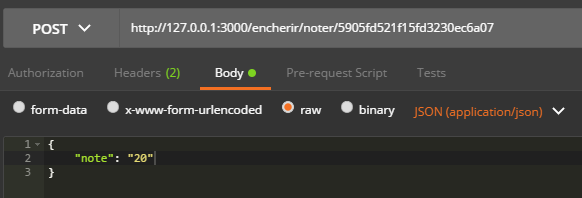 POST http://127.0.0.1:3000/encherir/noter/5905fd521f15fd3230ec6a07
Authorization Headers (2) Body Pre-request Script Tests
form-data x-www-form-urlencoded raw binary JSON (application/json)
1 {
2 "note": "20"
3 }